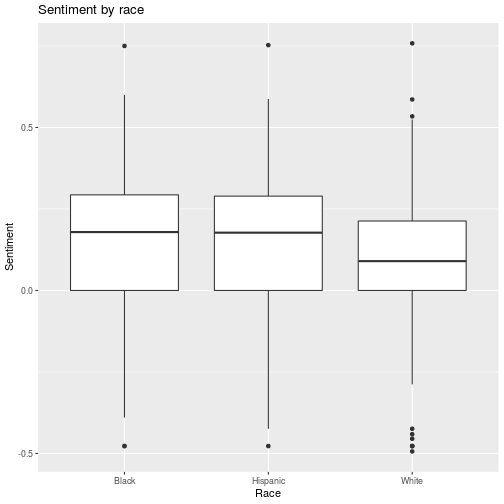 Sentiment by race
Sentiment
0.5
0.0
-0.5
Black
Hispanic
White
Race